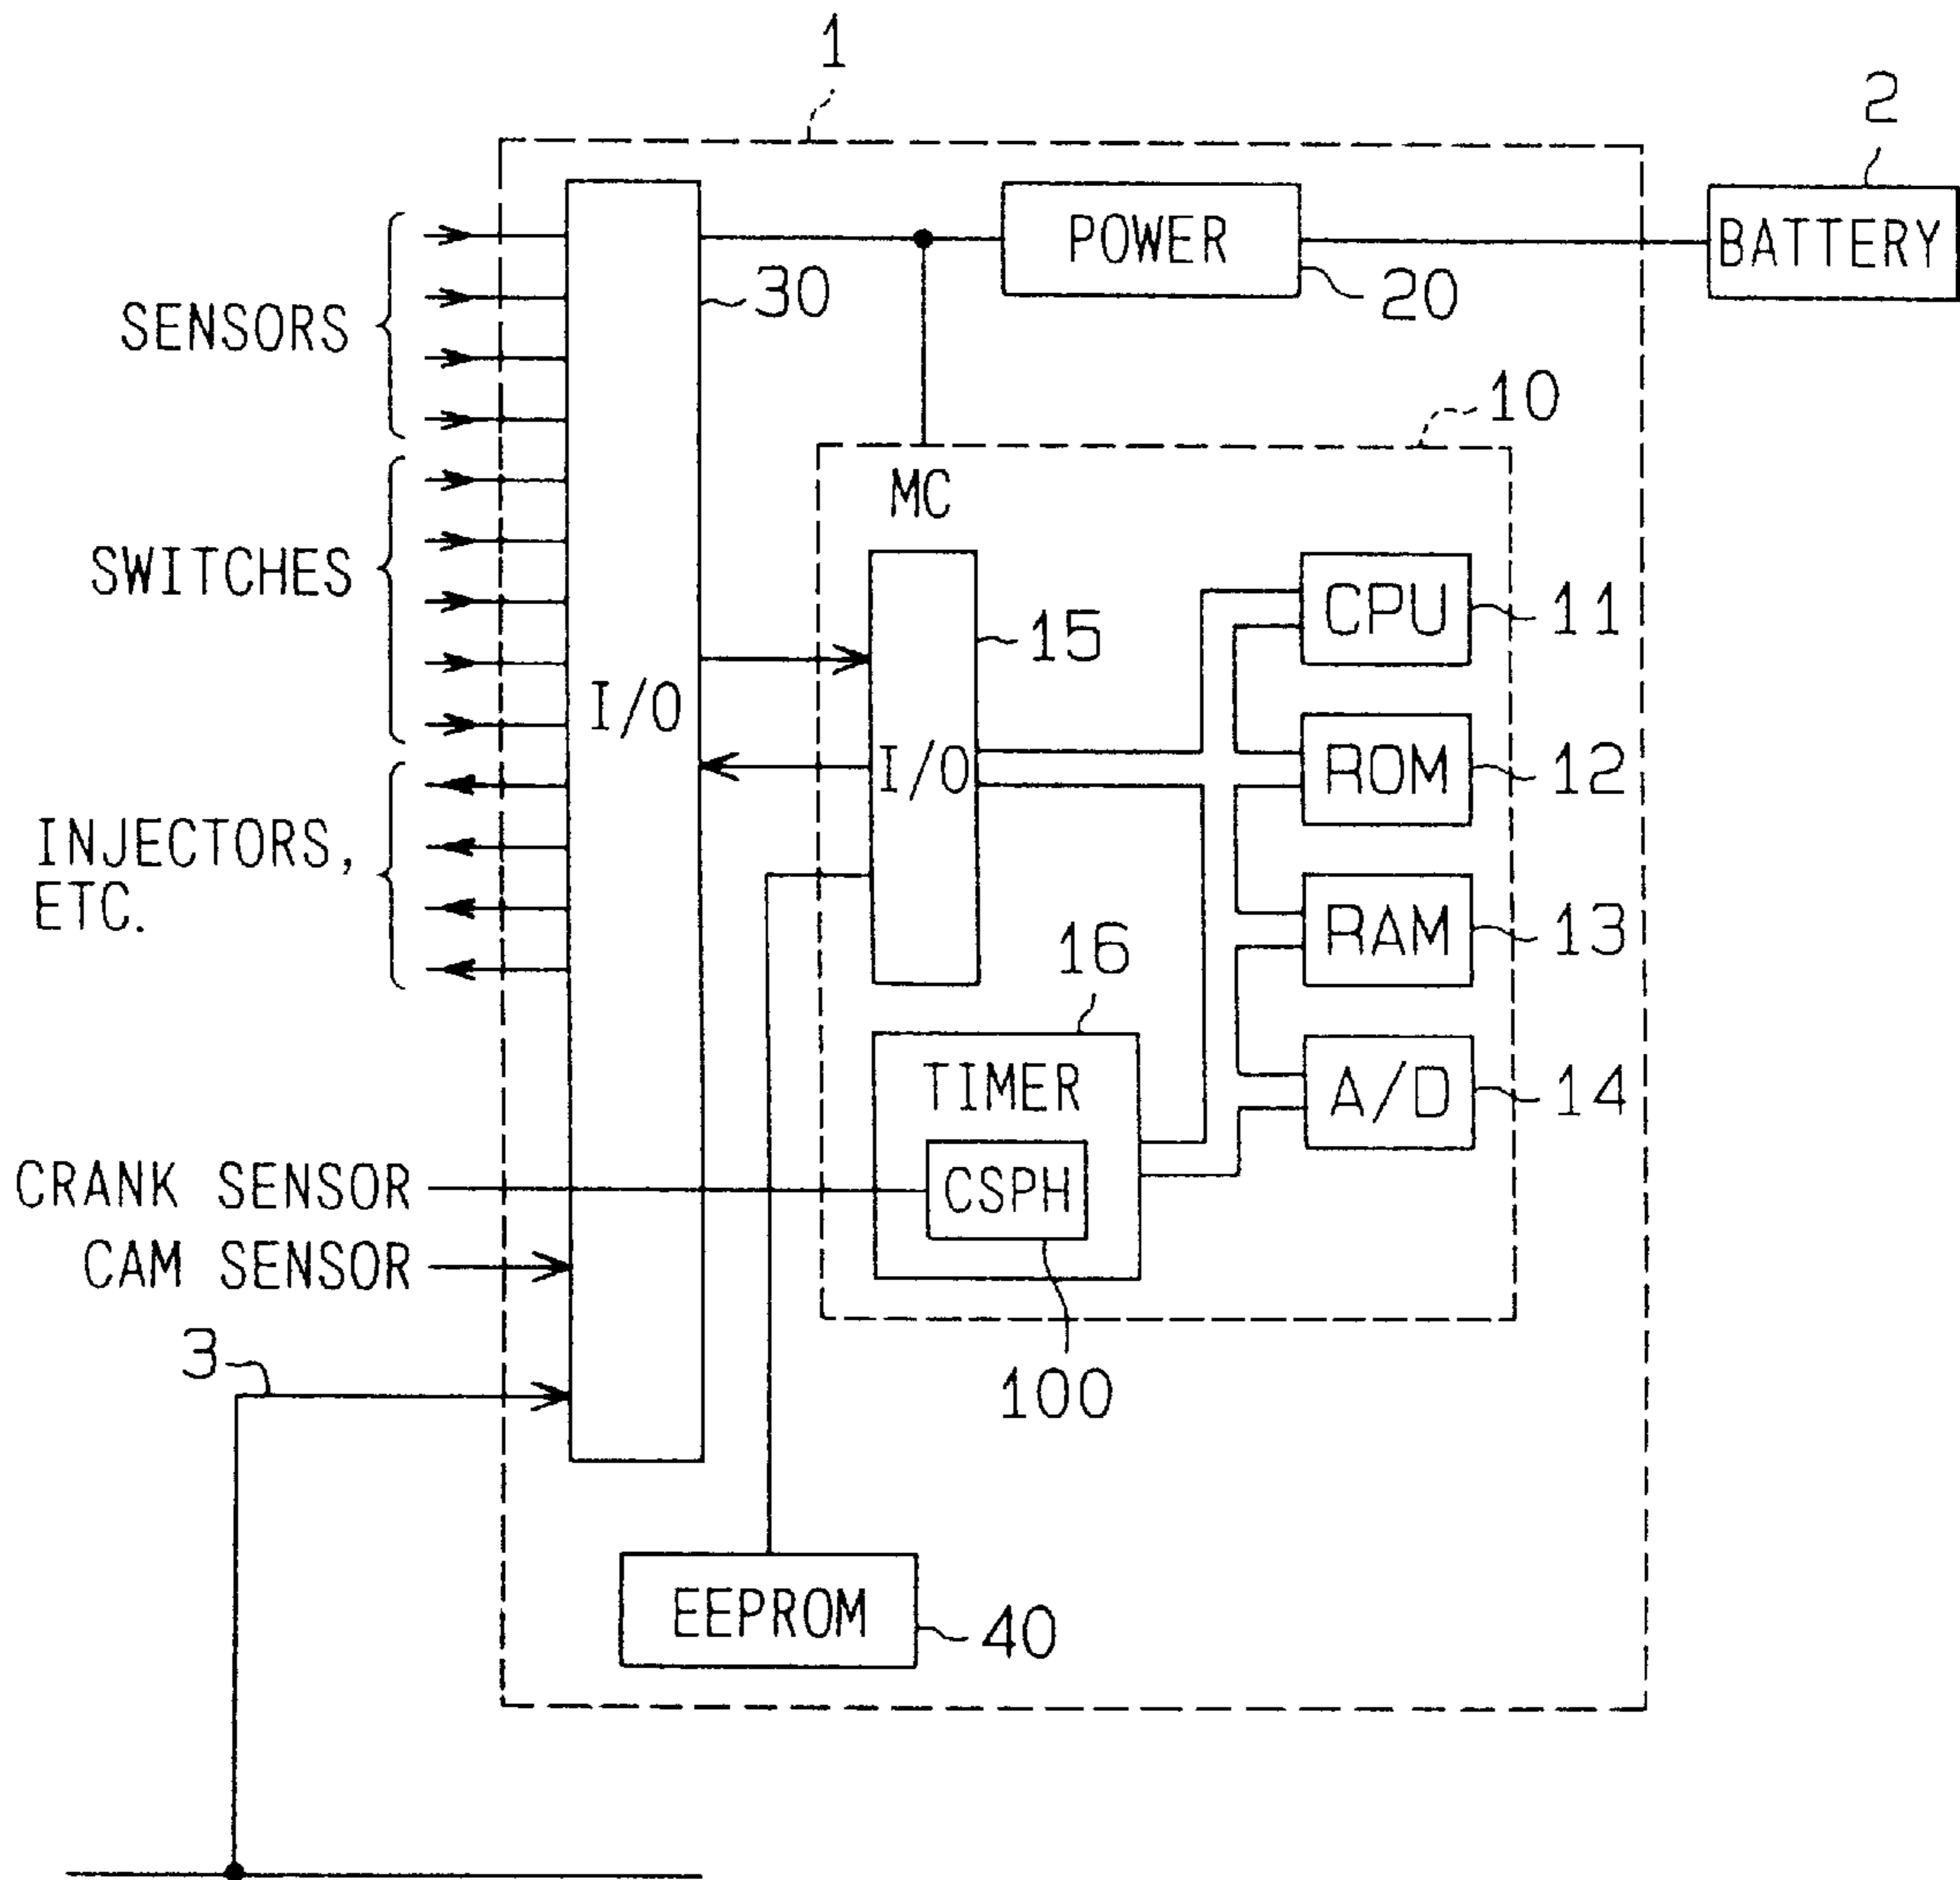 1
2
POWER
BATTERY
30
20
SENSORS
10
MC
SWITCHES
CPU
11
15
I/O
I/O
ROM
12
INJECTORS,
ETC.
RAM
13
16
TIMER
A/D
14
CRANK SENSOR
CSPH
CAM SENSOR
3
100
EEPROM
40